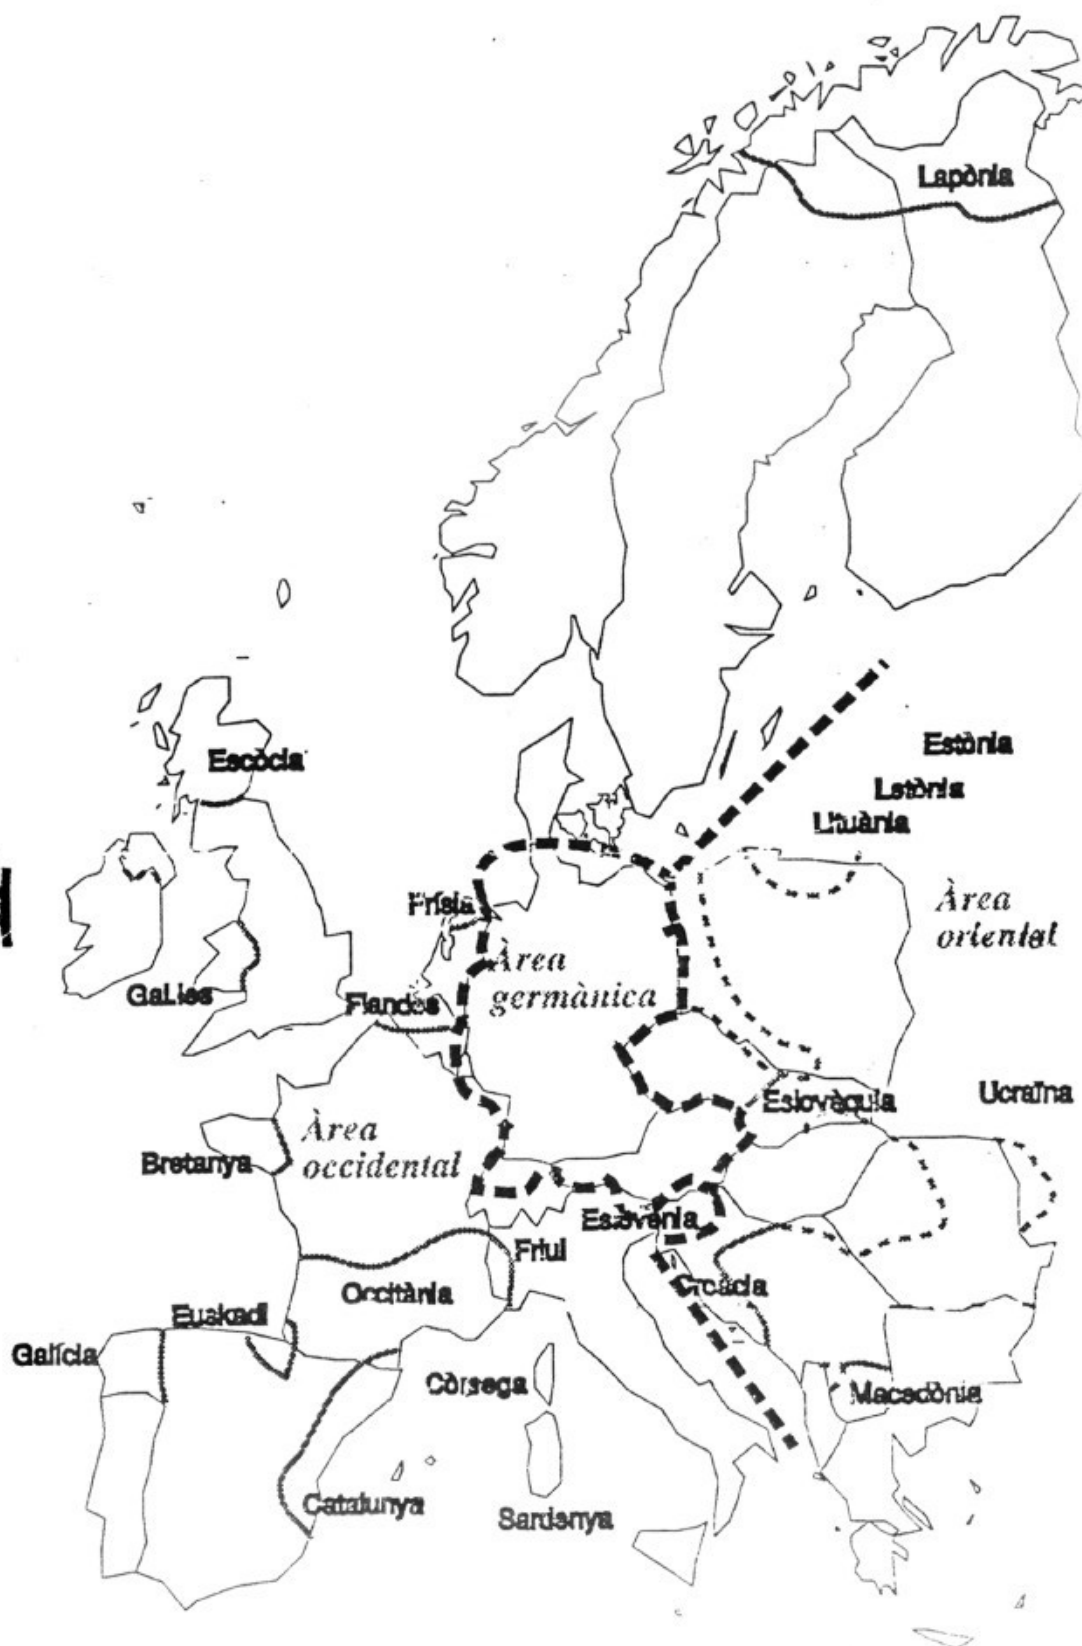 Lapònia
Escòcia
Estònia
Letònia
Lituània
Frísia
Àrea
oriental
Àrea
germànica
Gal.les
Flandes
Eslovàquia
Ucraïna
Àrea
occidental
Bretanya
Eslovènia
Friul
Occitània
Croàcia
Euskadi
Galícia
Còrsega
Macedònia
Catalunya
Sardenya